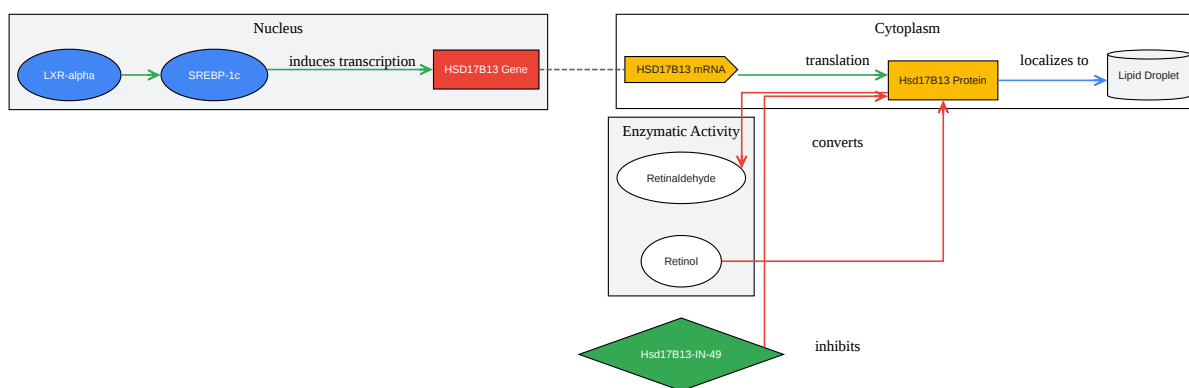 Nucleus
LXR-alpha
SREBP-1c
induces transcription
HSD17B13 Gene
Cytoplasm
HSD17B13 mRNA
translation
Hsd17B13 Protein
localizes to
Lipid Droplet
Enzymatic Activity
converts
Retinaldehyde
Retinol
Hsd17B13-IN-49
inhibits